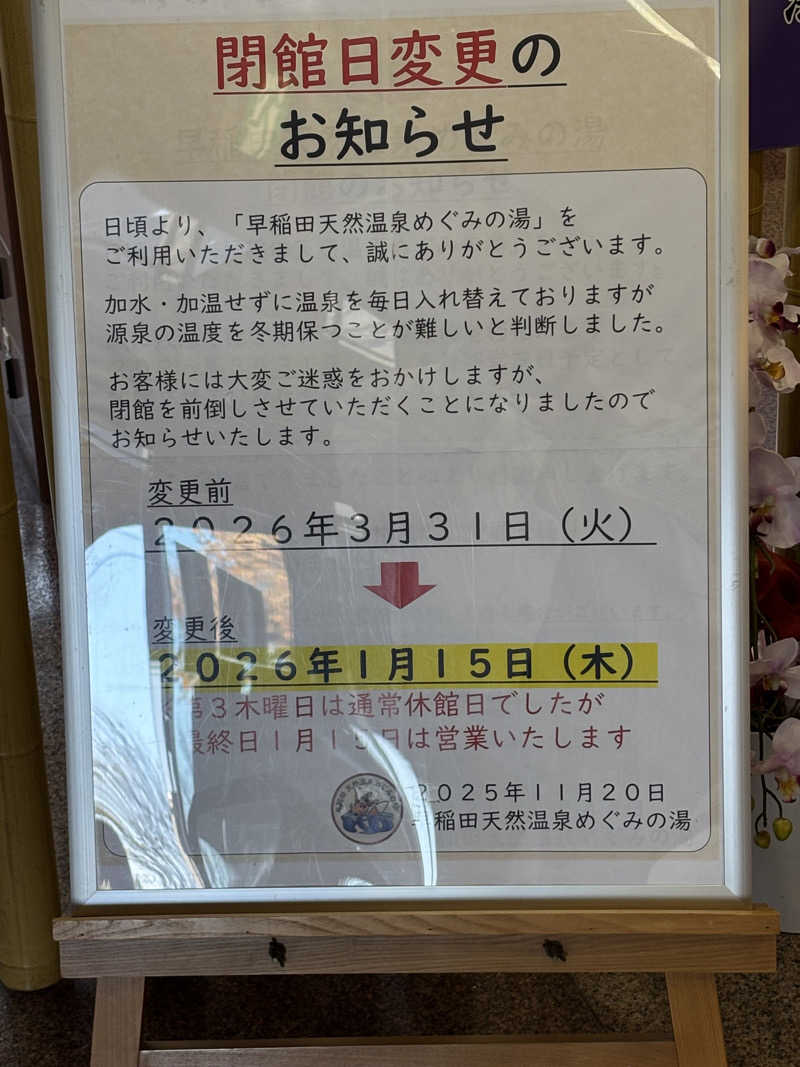 閉館日変更の
お知らせ
日頃より、「早稲田天然温泉めぐみの湯」を
ご利用いただきまして、誠にありがとうございます。
加水・加温せずに温泉を毎日入れ替えておりますが
源泉の温度を冬期保つことが難しいと判断しました。
お客様には大変ご迷惑をおかけしますが、
閉館を前倒しさせていただくことになりましたので
お知らせいたします。
変更前
２０２６年３月３１日（火）
変更後
２０２６年１月１５日（木）
第３木曜日は通常休館日でしたが
最終日１月１５日は営業いたします
２０２５年１１月２０日
早稲田天然温泉めぐみの湯